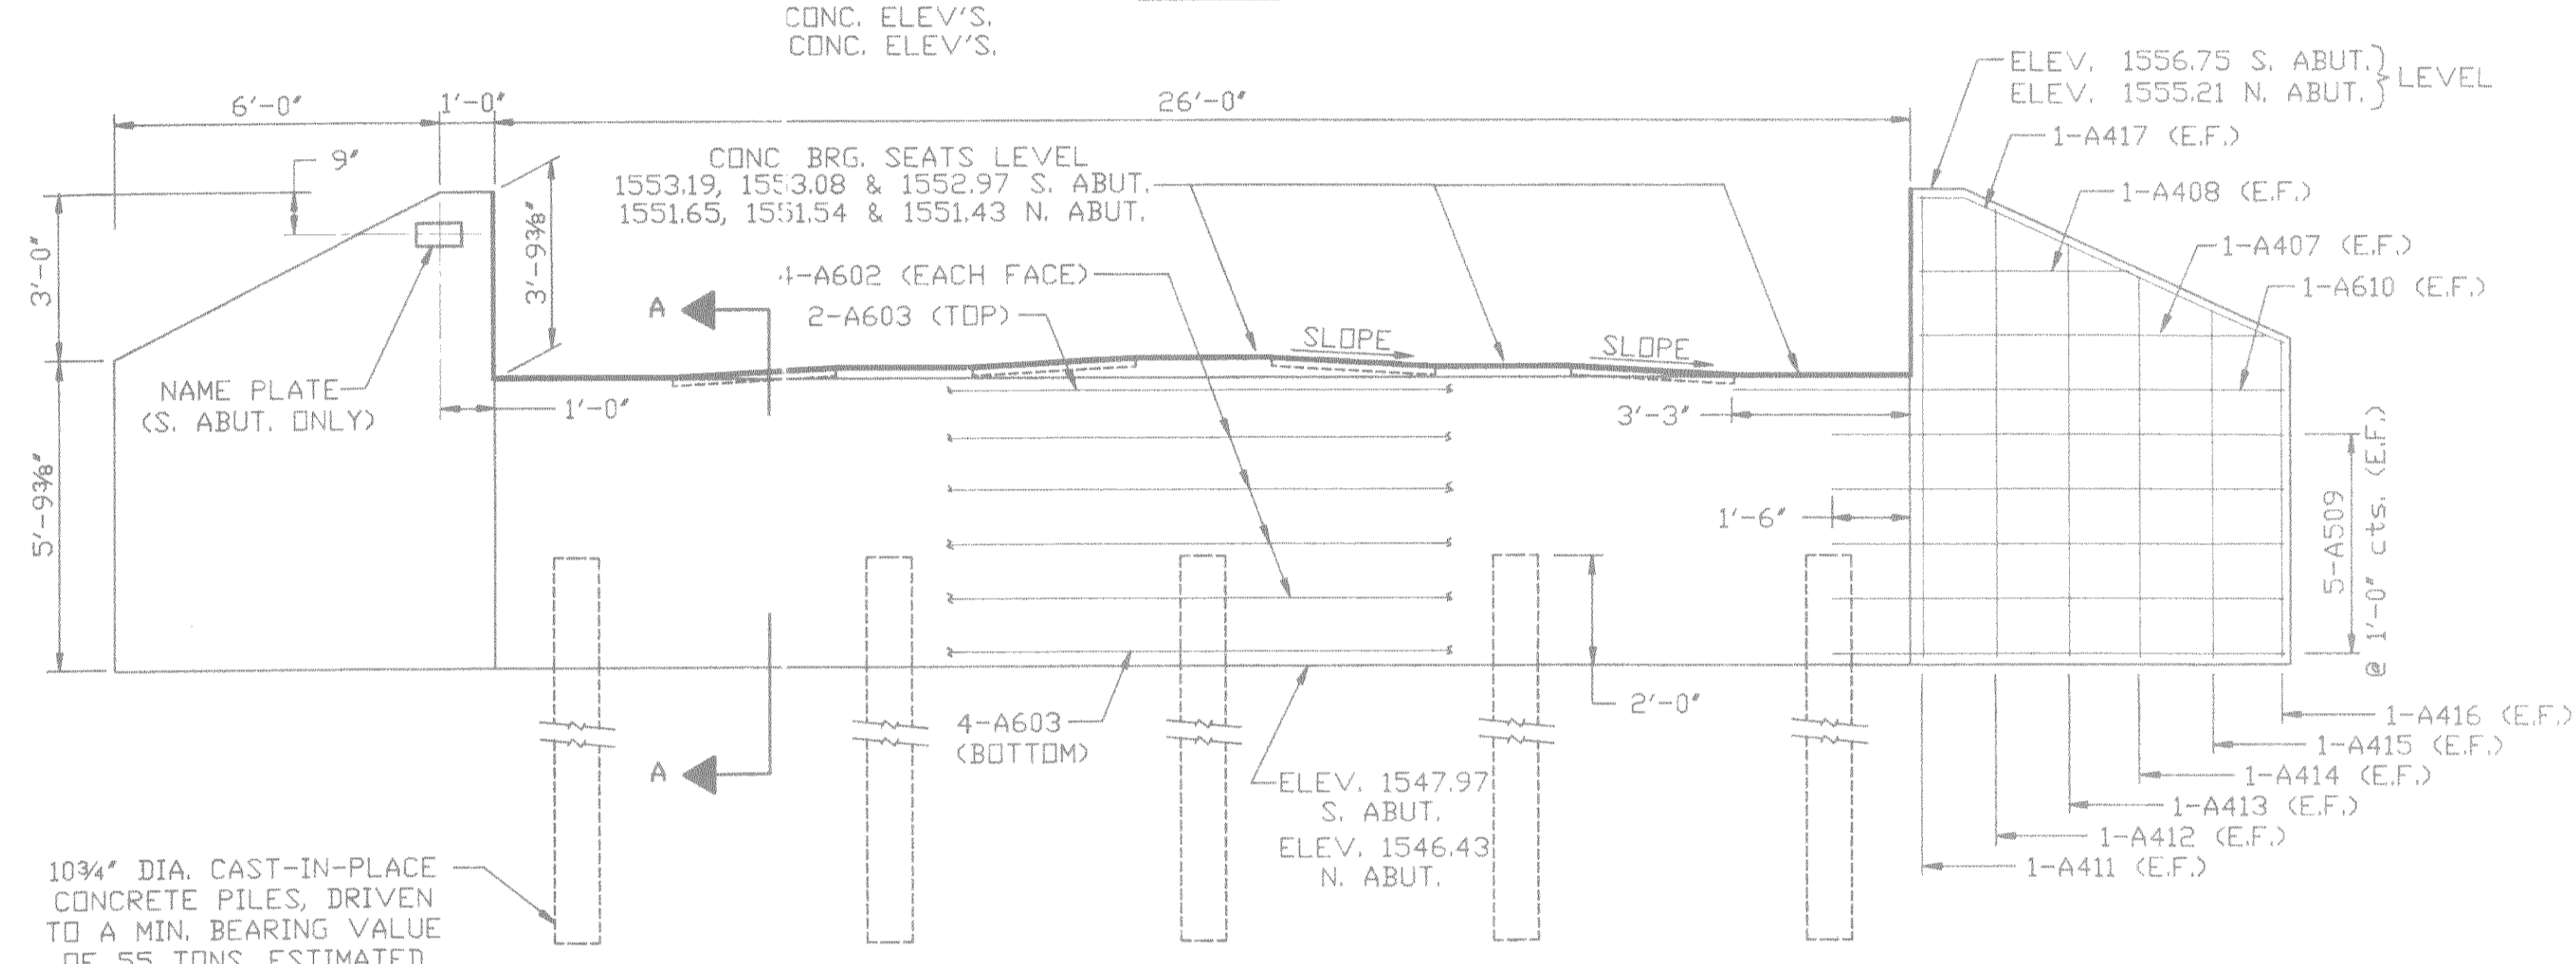 CONC. ELEV'S.
CONC. ELEV'S.
ELEV. 1556.75 S. ABUT.
ELEV. 1555.21 N. ABUT.
LEVEL
6'-0"
1'-0"
26'-0"
9"
1-A417 (E.F.)
CONC BRG. SEATS LEVEL
1553.19, 1553.08 & 1552.97 S. ABUT.
1551.65, 1551.54 & 1551.43 N. ABUT.
1-A408 (E.F.)
3'-0"
3'-9⅜"
1-A407 (E.F.)
4-A602 (EACH FACE)
1-A610 (E.F.)
A
2-A603 (TOP)
SLOPE
SLOPE
NAME PLATE
(S. ABUT. ONLY)
1'-0"
3'-3"
5'-9⅜"
1'-6"
5-A509
@ 1'-0" cts. (E.F.)
2'-0"
4-A603
(BOTTOM)
1-A416 (E.F.)
1-A415 (E.F.)
A
1-A414 (E.F.)
ELEV. 1547.97
S. ABUT.
1-A413 (E.F.)
1-A412 (E.F.)
ELEV. 1546.43
N. ABUT.
1-A411 (E.F.)
10¾" DIA. CAST-IN-PLACE
CONCRETE PILES, DRIVEN
TO A MIN. BEARING VALUE
OF 55 TONS ESTIMATED